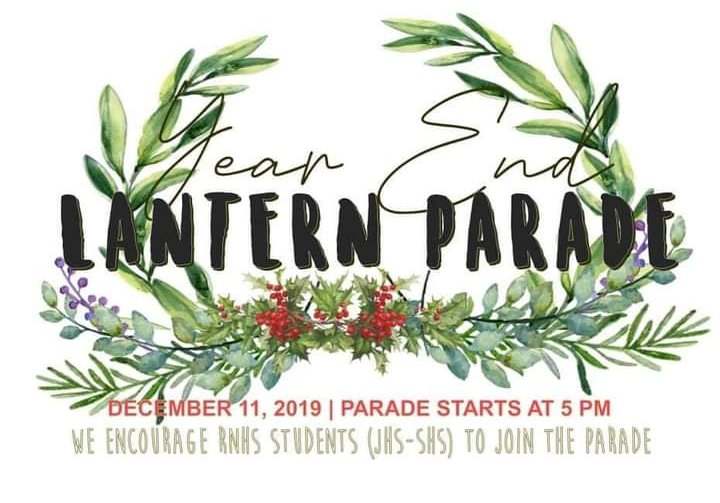 Year End
LANTERN PARADE
DECEMBER 11, 2019 | PARADE STARTS AT 5 PM
WE ENCOURAGE RNHS STUDENTS (JHS-SHS) TO JOIN THE PARADE